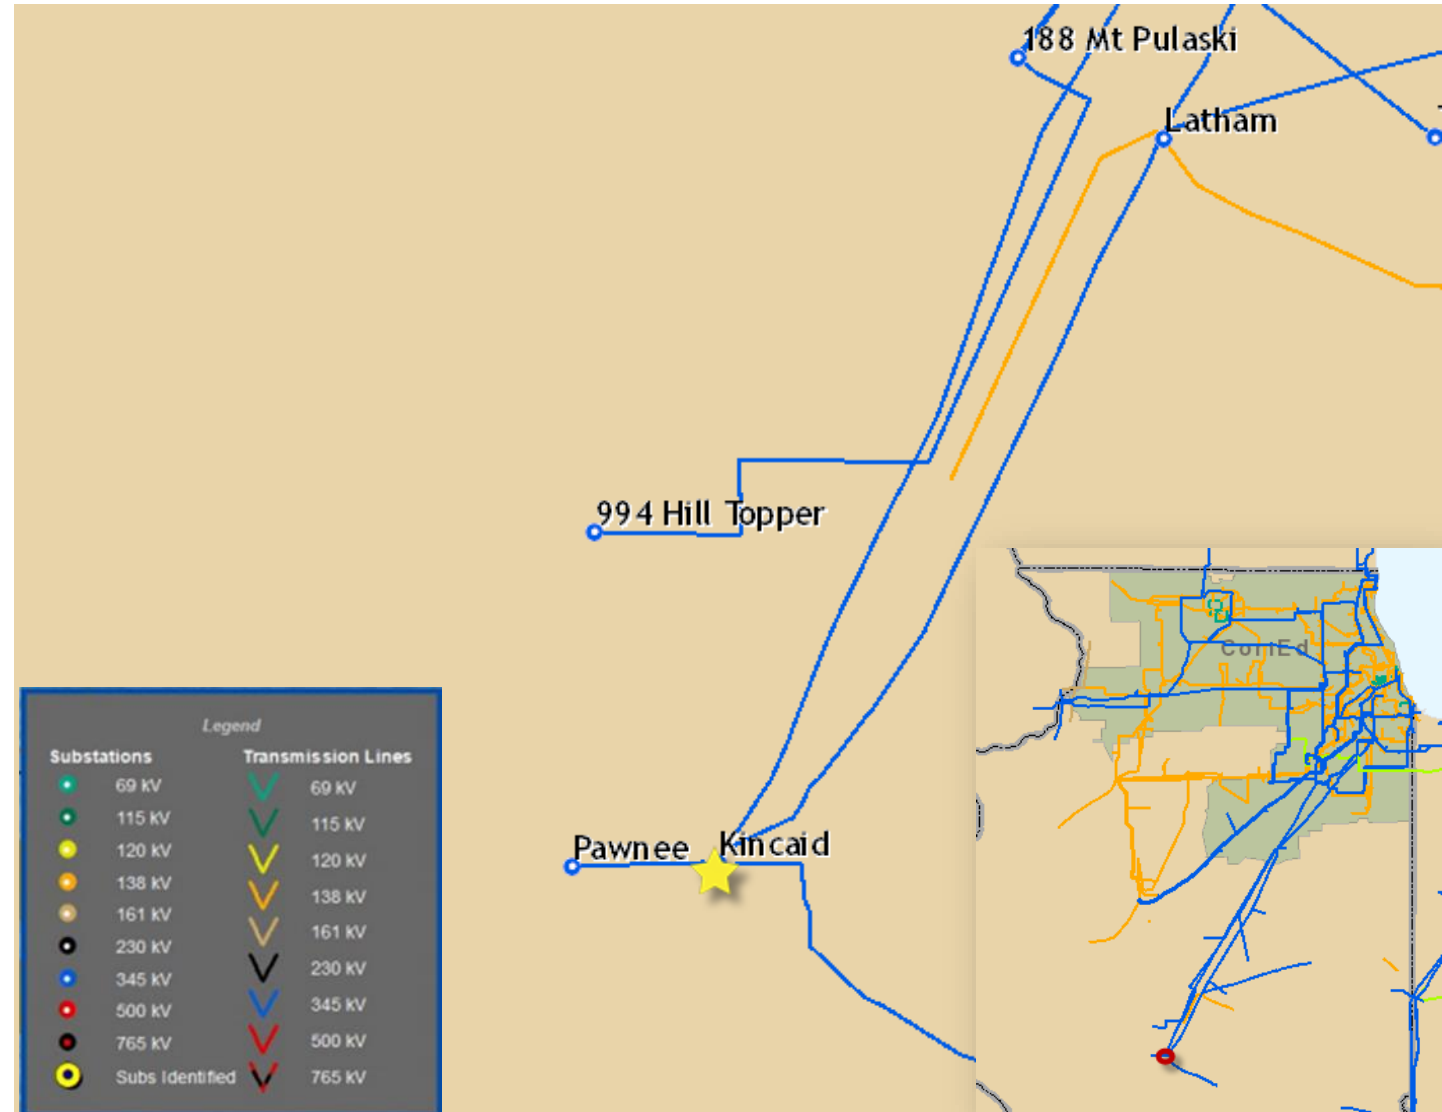 188 Mt Pulaski
Latham
994 Hill Topper
Pawnee
Kincaid
ComEd
Legend
Substations
69 kV
115 kV
120 kV
138 kV
161 kV
230 kV
345 kV
500 kV
765 kV
Subs Identified
Transmission Lines
69 kV
115 kV
120 kV
138 kV
161 kV
230 kV
345 kV
500 kV
765 kV